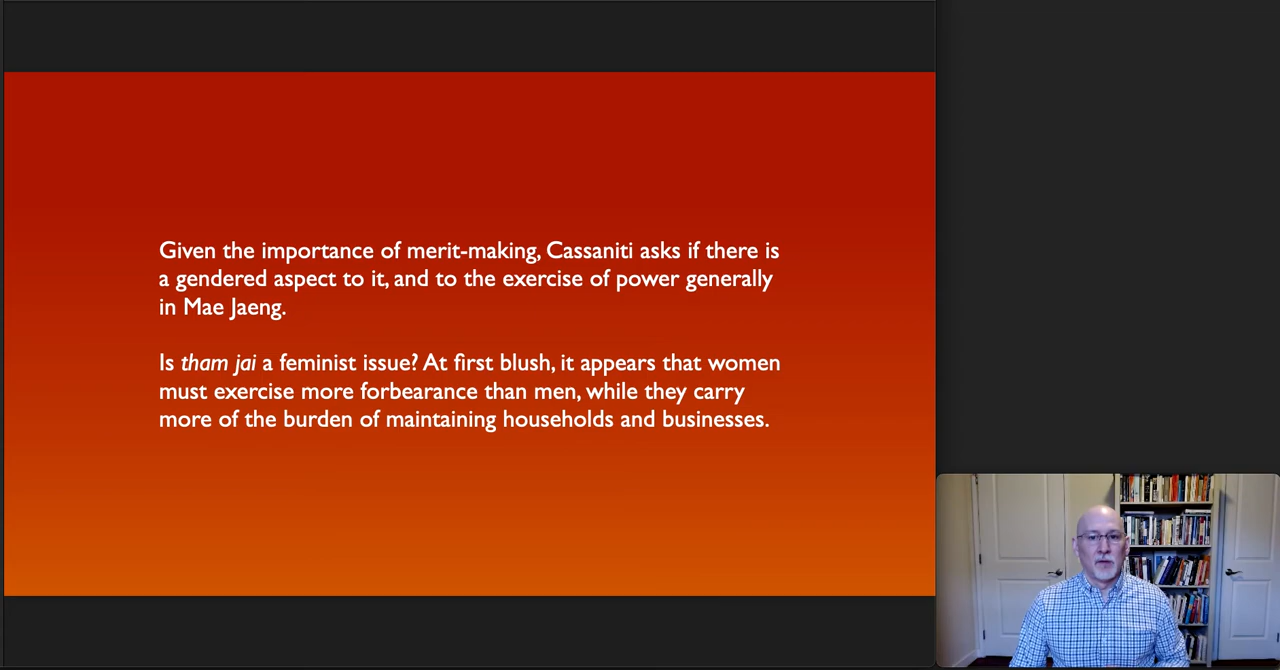 Given the importance of merit-making, Cassaniti asks if there is
a gendered aspect to it, and to the exercise of power generally
in Mae Jaeng.
Is tham jai a feminist issue? At first blush, it appears that women
must exercise more forbearance than men, while they carry
more of the burden of maintaining households and businesses.